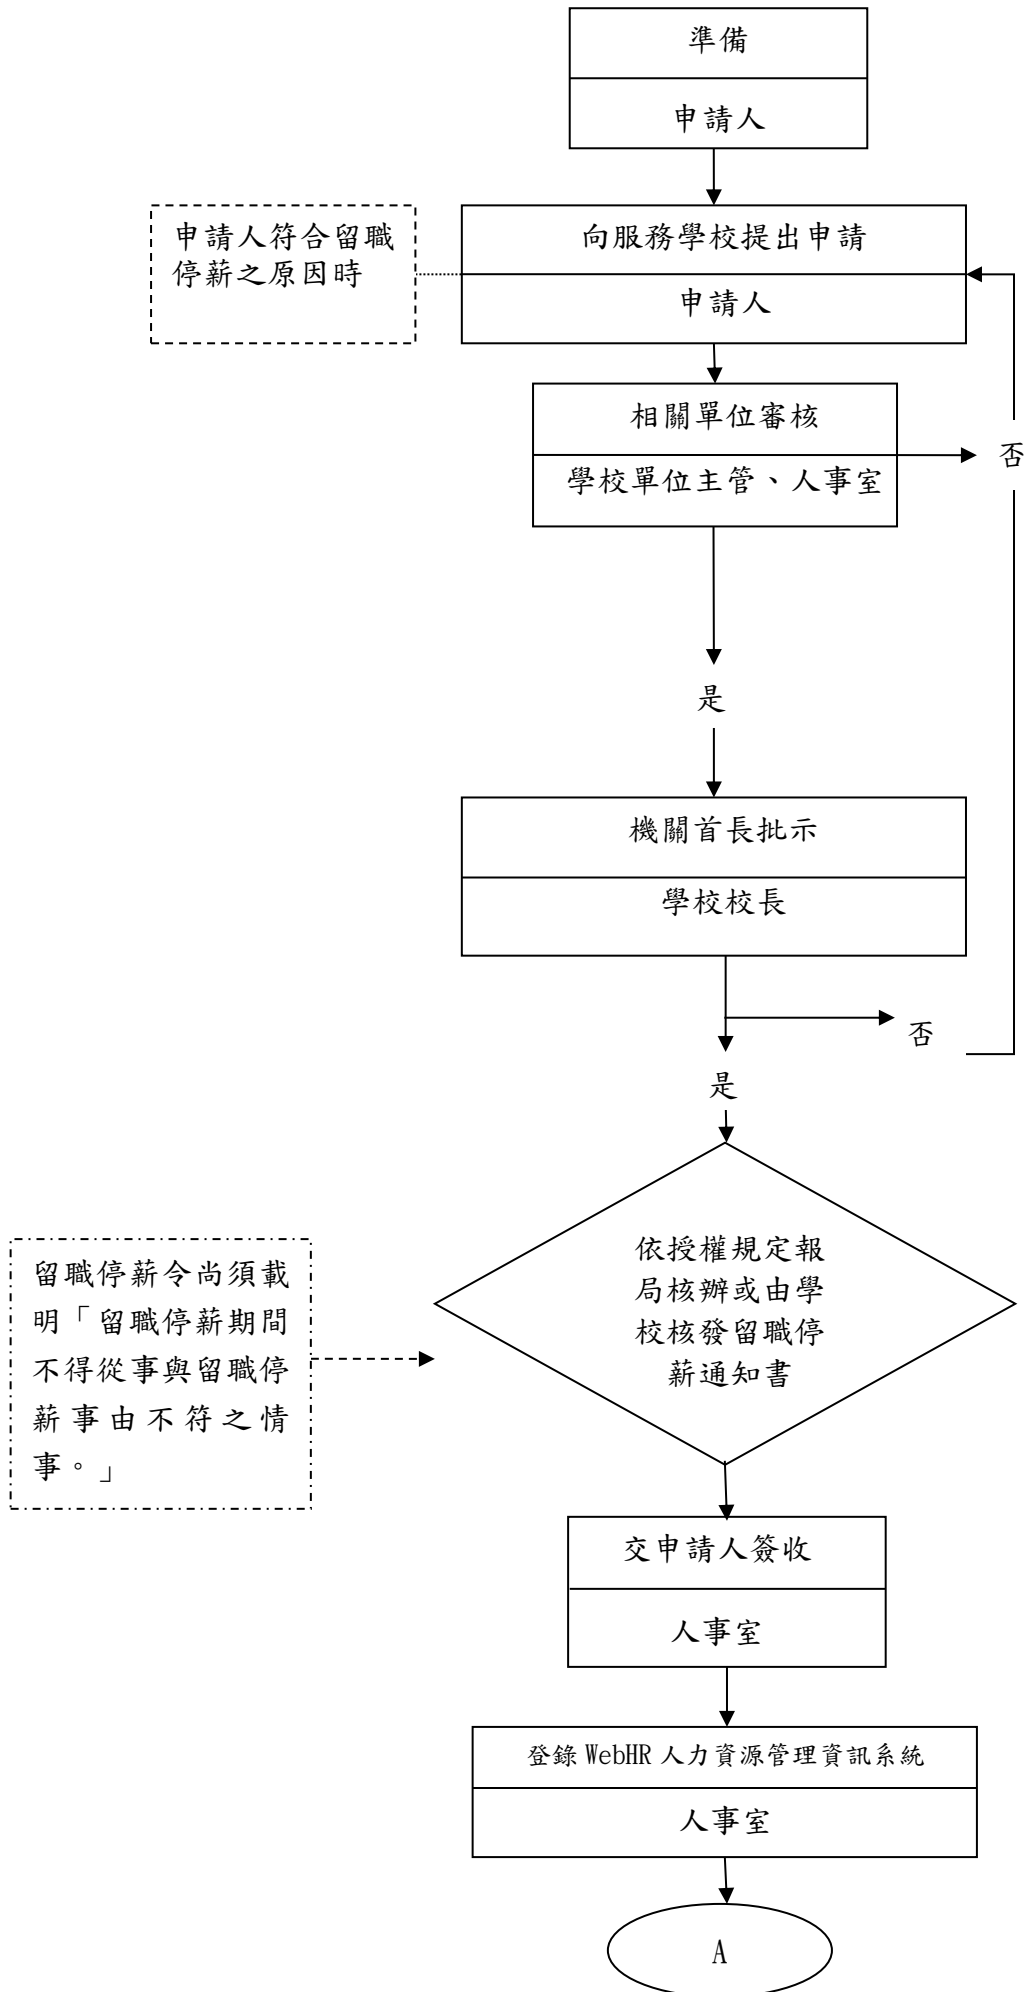 準備
申請人
申請人符合留職
停薪之原因時
向服務學校提出申請
申請人
相關單位審核
學校單位主管、人事室
否
是
機關首長批示
學校校長
否
是
依授權規定報
局核辦或由學
校核發留職停
薪通知書
留職停薪令尚須載
明「留職停薪期間
不得從事與留職停
薪事由不符之情
事。」
交申請人簽收
人事室
登錄 WebHR 人力資源管理資訊系統
人事室
A